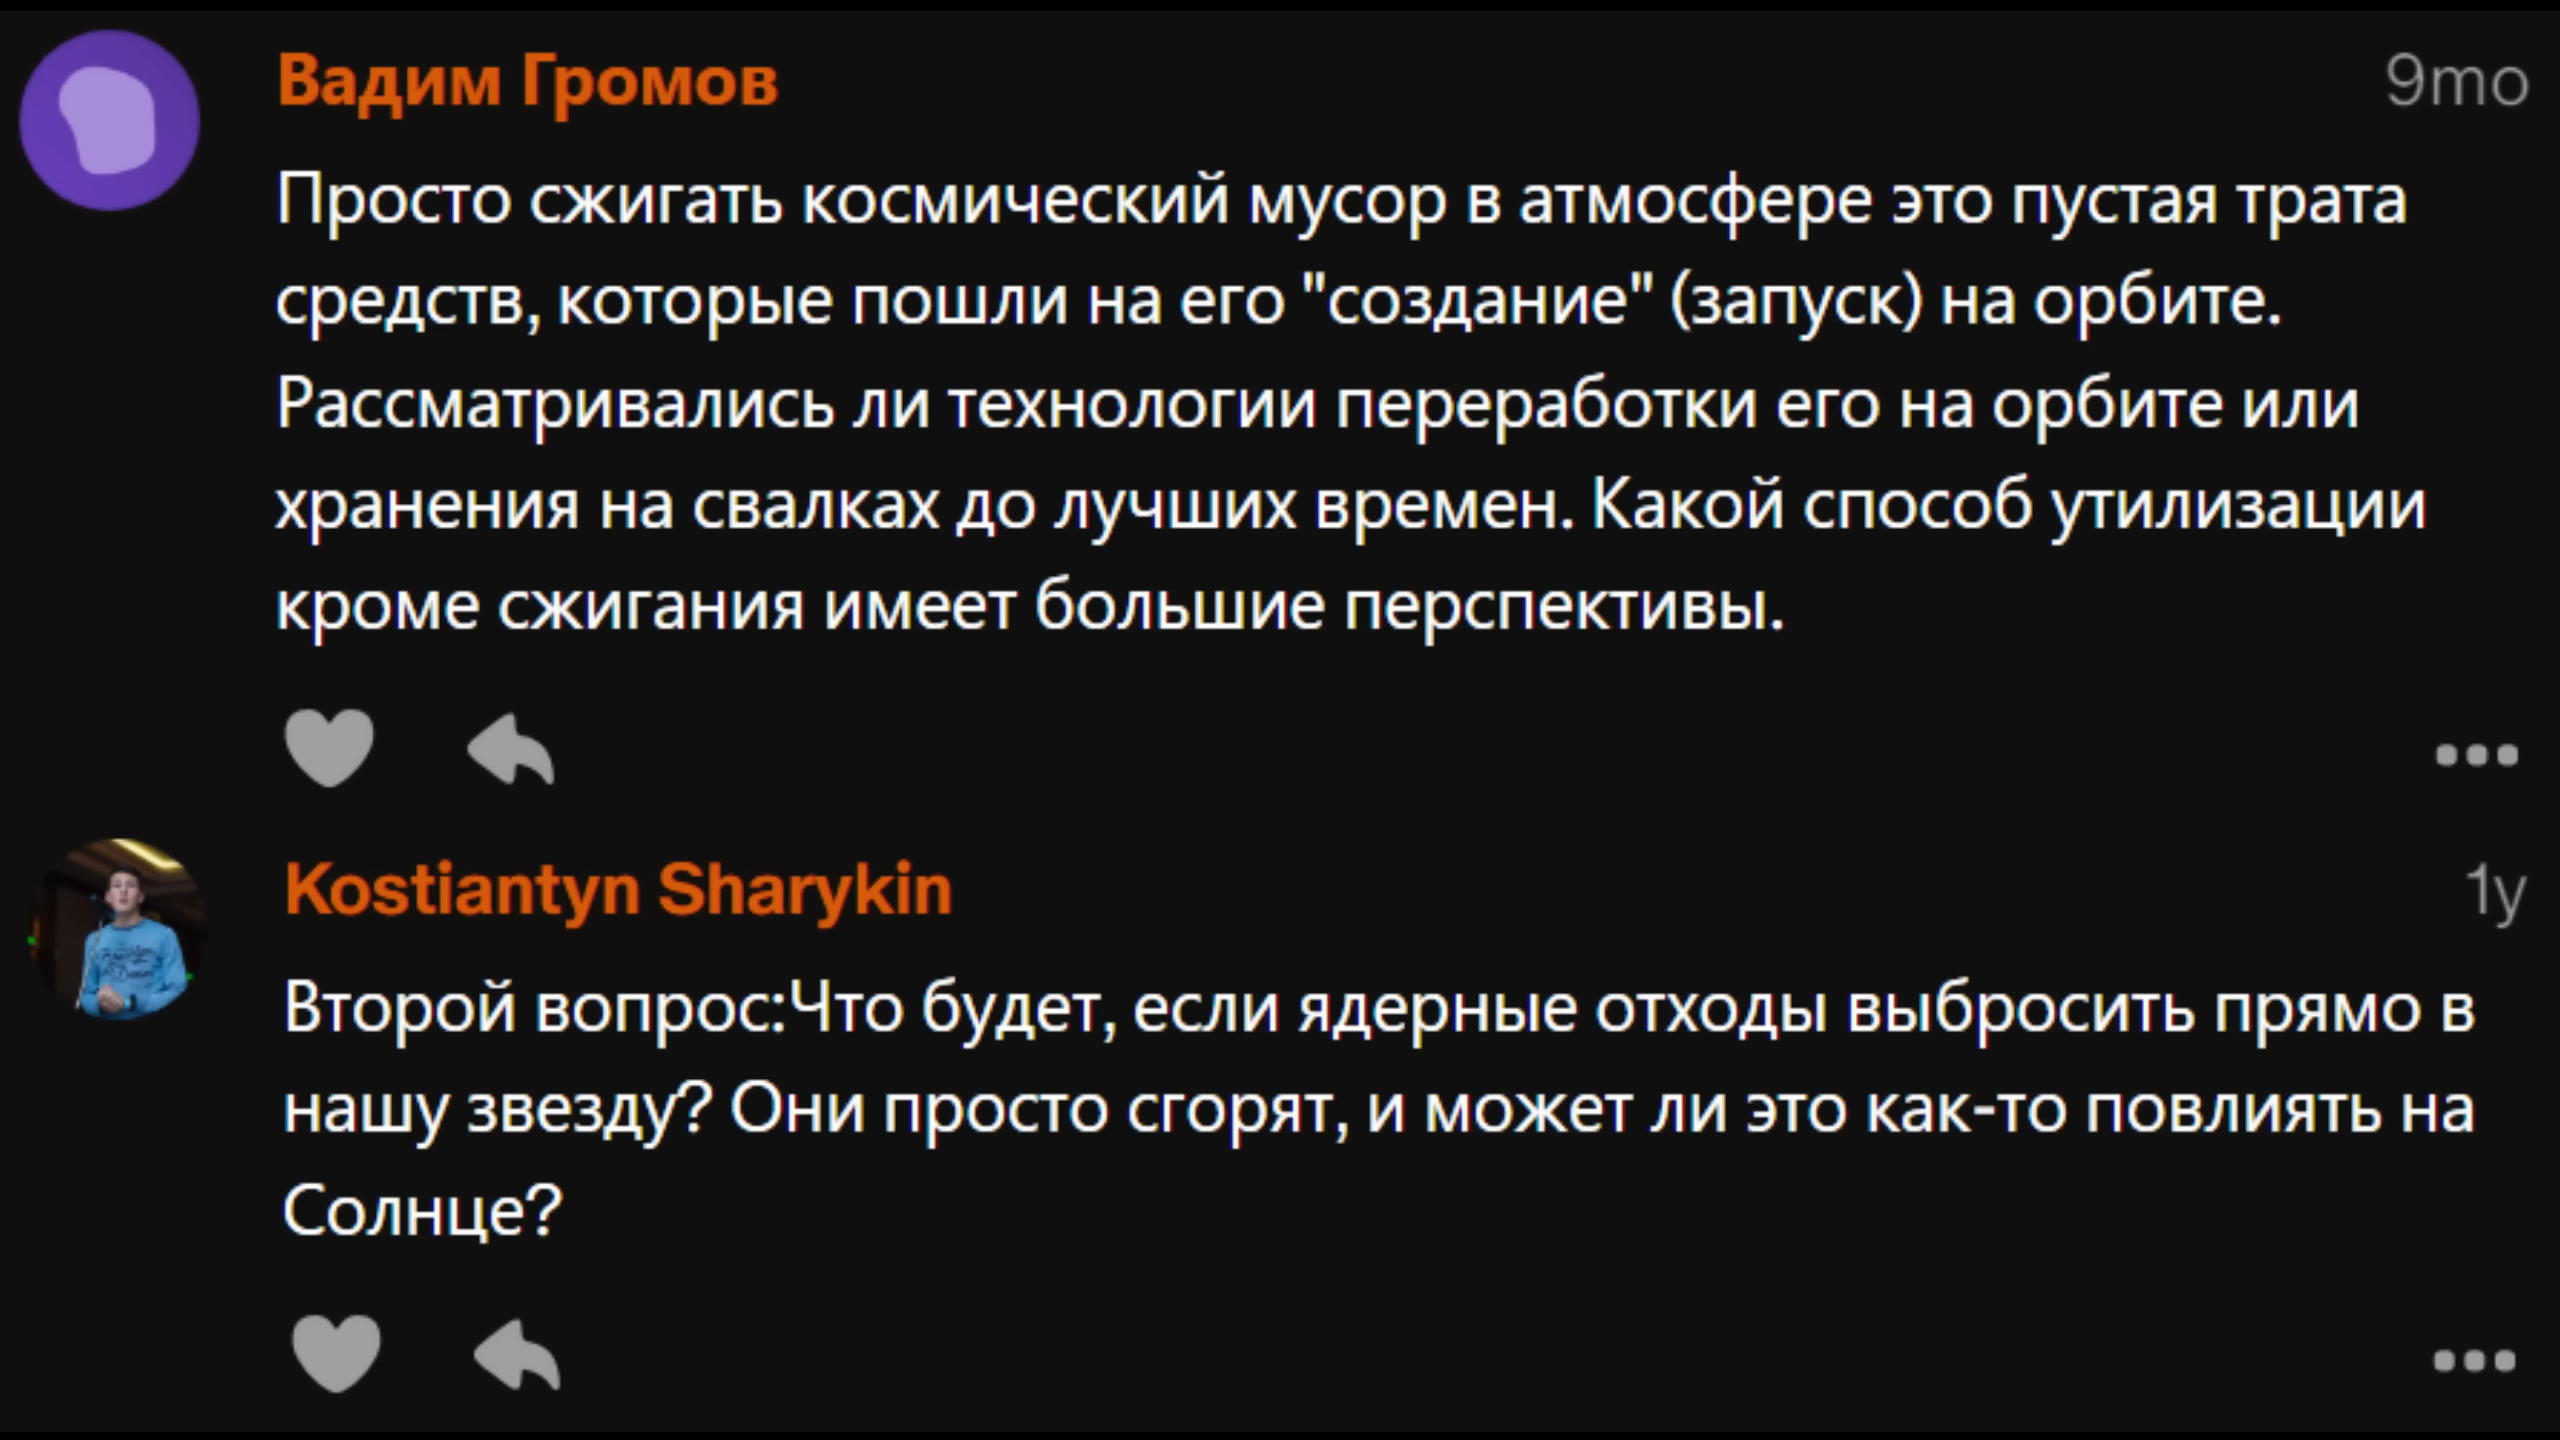 Вадим Громов
9mo
Просто сжигать космический мусор в атмосфере это пустая трата
средств, которые пошли на его "создание" (запуск) на орбите.
Рассматривались ли технологии переработки его на орбите или
хранения на свалках до лучших времен. Какой способ утилизации
кроме сжигания имеет большие перспективы.
Kostiantyn Sharykin
1y
Второй вопрос:Что будет, если ядерные отходы выбросить прямо в
нашу звезду? Они просто сгорят, и может ли это как-то повлиять на
Солнце?